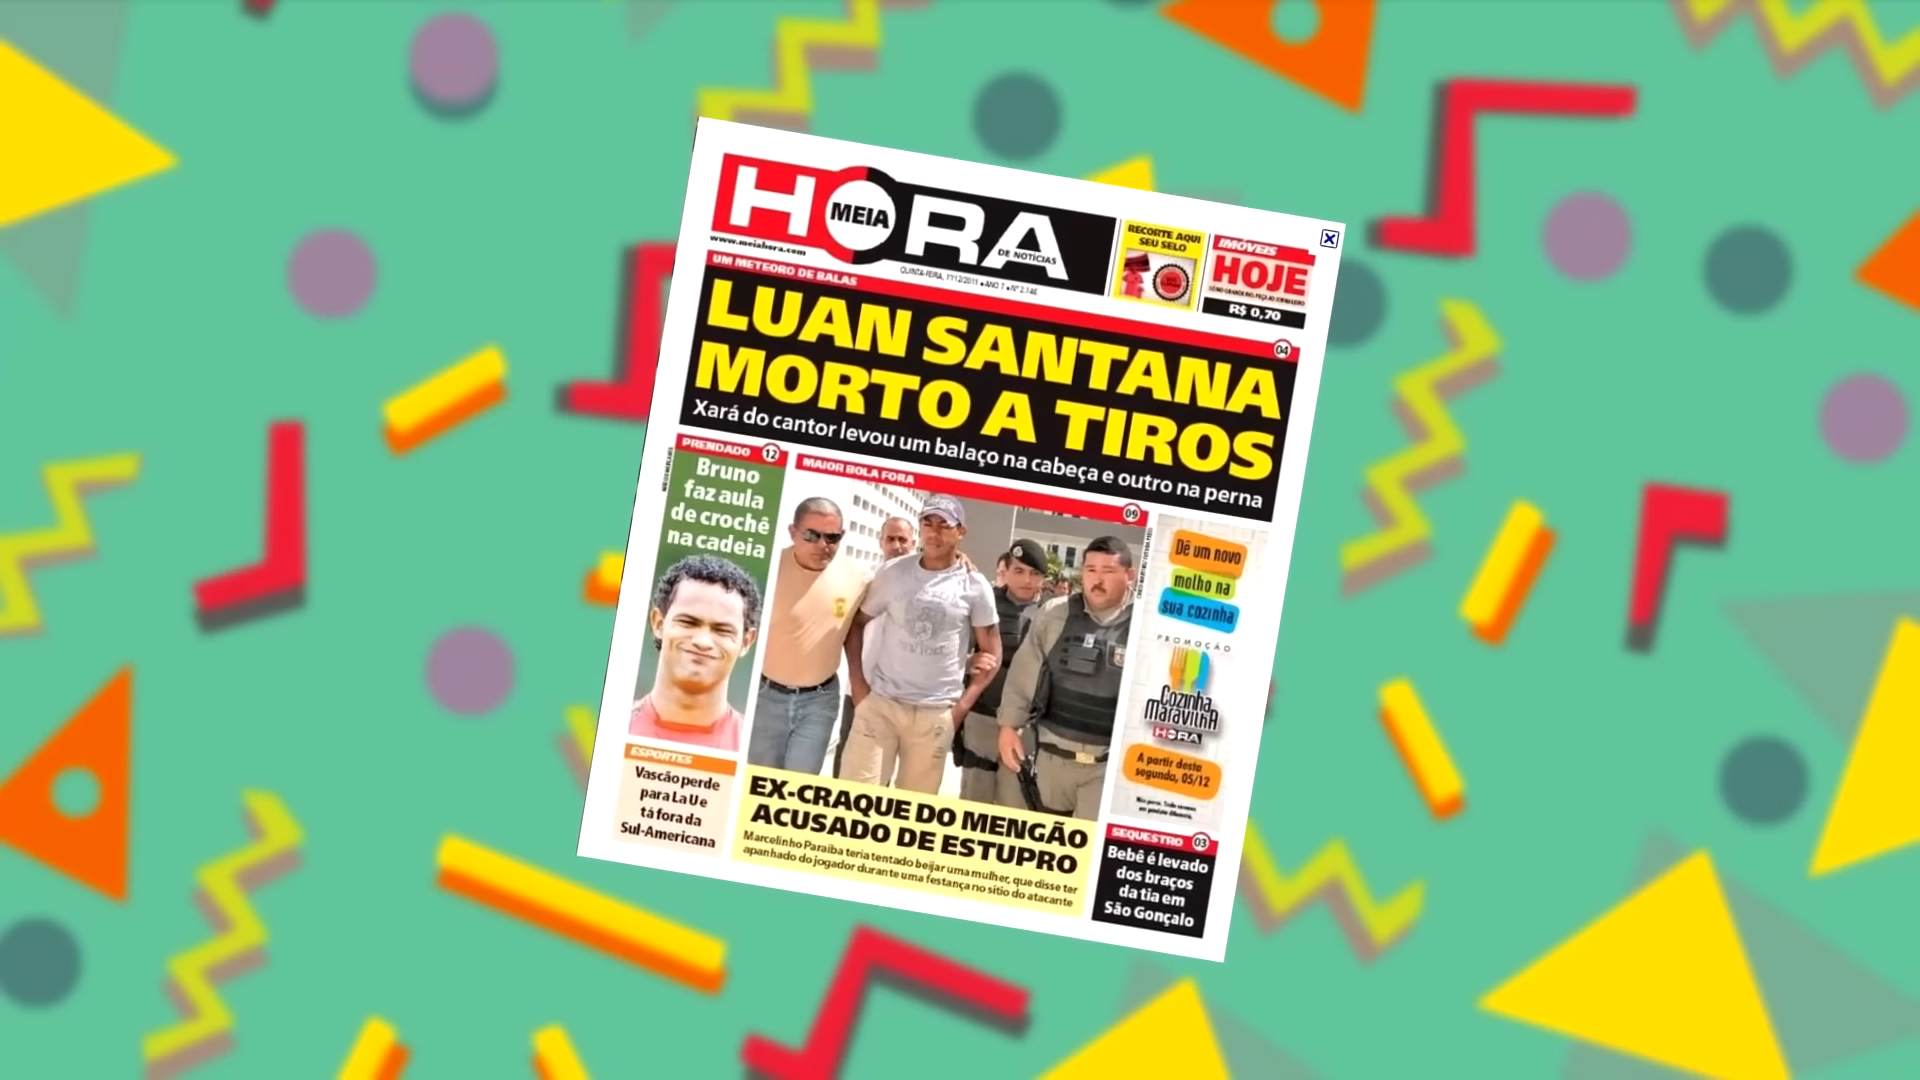 HORA
MEIA
DE NOTÍCIAS
www.meiahora.com
QUINTA-FEIRA, 1º/12/2011 • ANO 7 • Nº 2.146
RECORTE AQUI
SEU SELO
IMÓVEIS
HOJE
R$ 0,70
UM METEORO DE BALAS
04
LUAN SANTANA
MORTO A TIROS
Xará do cantor levou um balaço na cabeça e outro na perna
PRENDADO 12
Bruno
faz aula
de crochê
na cadeia
ESPORTES
Vascão perde
para La U e
tá fora da
Sul-Americana
MAIOR BOLA FORA
09
EX-CRAQUE DO MENGÃO
ACUSADO DE ESTUPRO
Marcelinho Paraíba teria tentado beijar uma mulher, que disse ter
apanhado do jogador durante uma festança no sítio do atacante
Dê um novo
molho na
sua cozinha
PROMOÇÃO
Cozinha
Maravilha
HORA
A partir desta
segunda, 05/12
SEQUESTRO 03
Bebê é levado
dos braços
da tia em
São Gonçalo